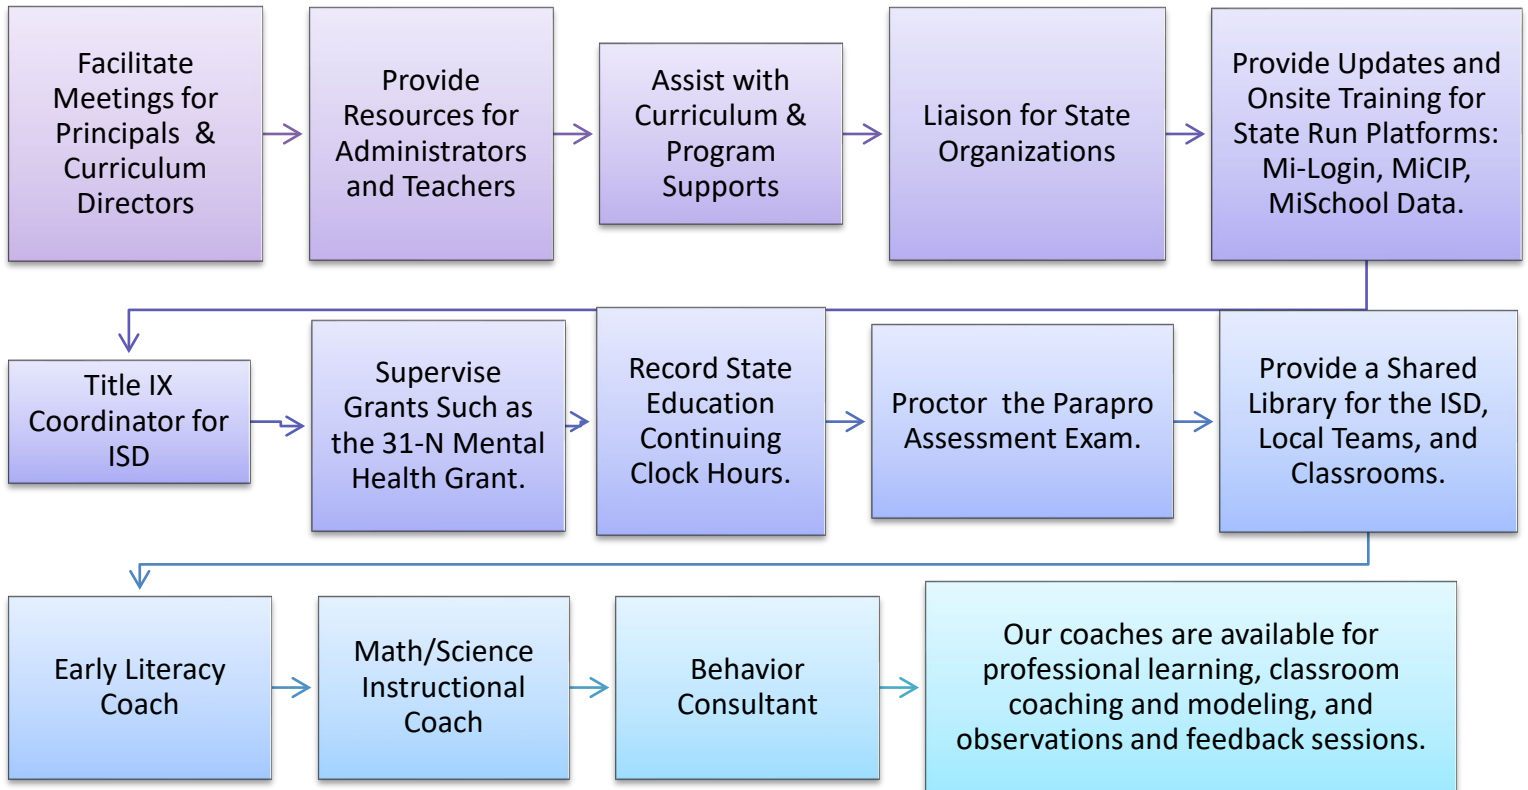 Facilitate
Meetings for
Principals & 
Curriculum
Directors
Provide
Resources for
Administrators
and Teachers
Assist with
Curriculum &
Program
Supports
Liaison for State
Organizations
Provide Updates and
Onsite Training for
State Run Platforms:
Mi-Login, MiCIP,
MiSchool Data.
Title IX
Coordinator for
ISD
Supervise
Grants Such as
the 31-N Mental
Health Grant.
Record State
Education
Continuing
Clock Hours.
Proctor the Parapro
Assessment Exam.
Provide a Shared
Library for the ISD,
Local Teams, and
Classrooms.
Early Literacy
Coach
Math/Science
Instructional
Coach
Behavior
Consultant
Our coaches are available for
professional learning, classroom
coaching and modeling, and
observations and feedback sessions.